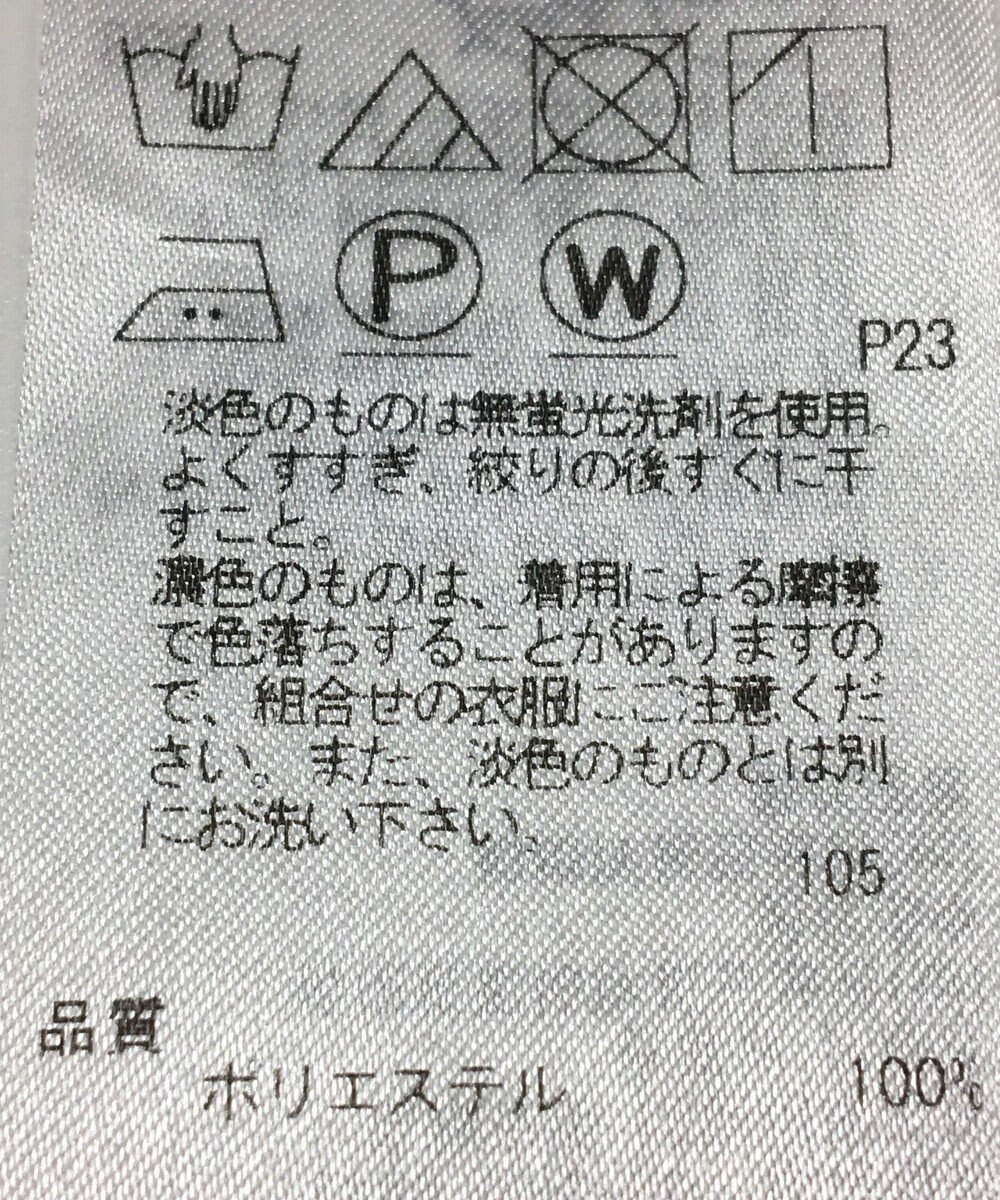 P W
P23
淡色のものは無蛍光洗剤を使用。
よくすすぎ、絞りの後すぐに干
すこと。
濃色のものは、着用による摩擦
で色落ちすることがありますの
で、組合せの衣服にご注意くだ
さい。また、淡色のものとは別
にお洗い下さい。
105
品質
ポリエステル 100%